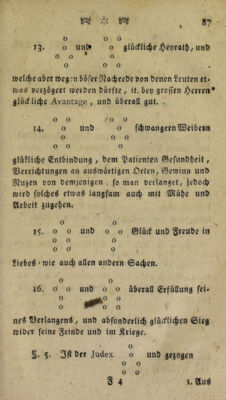 87
13. und glückliche Heyrath, und
welche aber wegen böser Nachrede von denen Leuten et-
was verzögert werden dürfte, it. bey grossen Herren
glückliche Avantage, und überall gut.
14. und schwangern Weibern
glükliche Entbindung, dem Patienten Gesundheit,
Verrichtungen an auswärtigen Orten, Gewinn und
Nuzen von demjenigen, so man verlanget, jedoch
wird solches etwas langsam auch mit Mühe und
Arbeit zugehen.
15. und Glück und Freude in
Liebes- wie auch allen andern Sachen.
16. und überall Erfüllung sei-
nes Verlangens, und absonderlich glücklichen Sieg
wider seine Feinde und im Kriege.
§. 5. Ist der Judex und gezogen
F 4 1. Aus